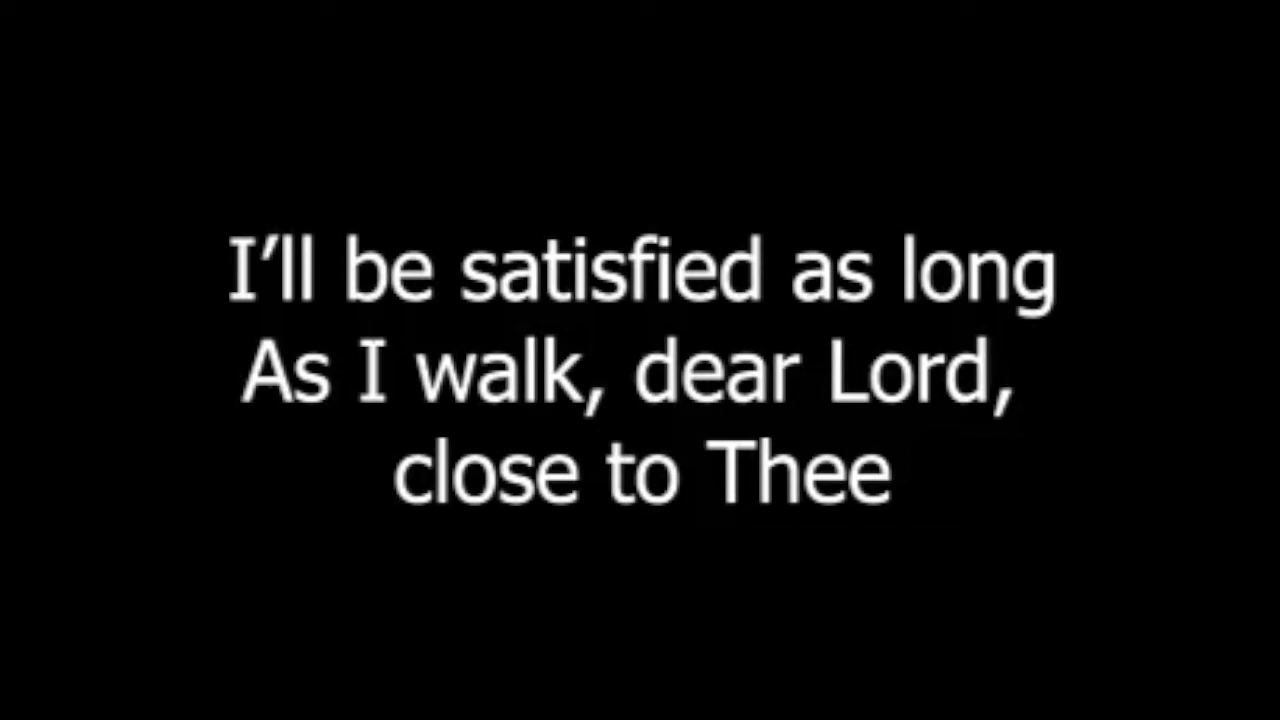 I’ll be satisfied as long
As I walk, dear Lord,
close to Thee